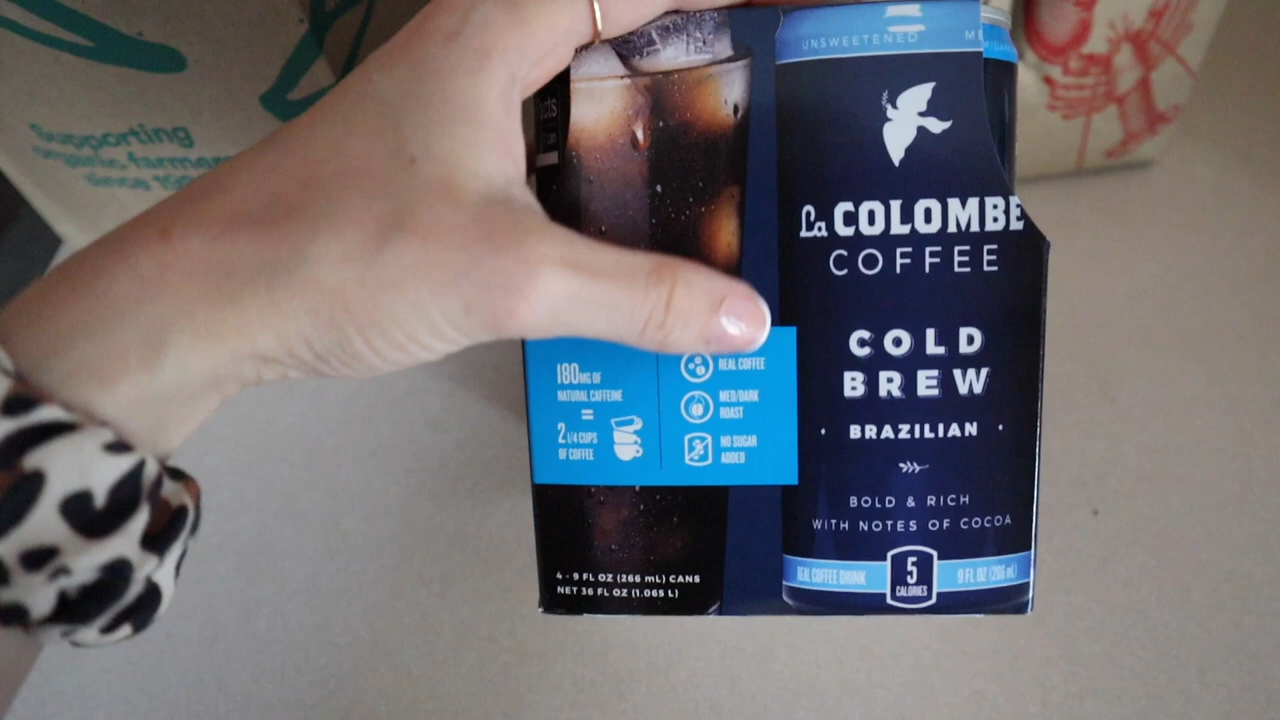 Supporting
organic farmers
since
UNSWEETENED
La COLOMBE
COFFEE
COLD
BREW
• BRAZILIAN •
BOLD & RICH
WITH NOTES OF COCOA
REAL COFFEE DRINK
5
CALORIES
9 FL OZ (266 mL)
180MG OF
NATURAL CAFFEINE
=
2 1/4 CUPS
OF COFFEE
REAL COFFEE
MED/DARK
ROAST
NO SUGAR
ADDED
4 - 9 FL OZ (266 mL) CANS
NET 36 FL OZ (1.065 L)